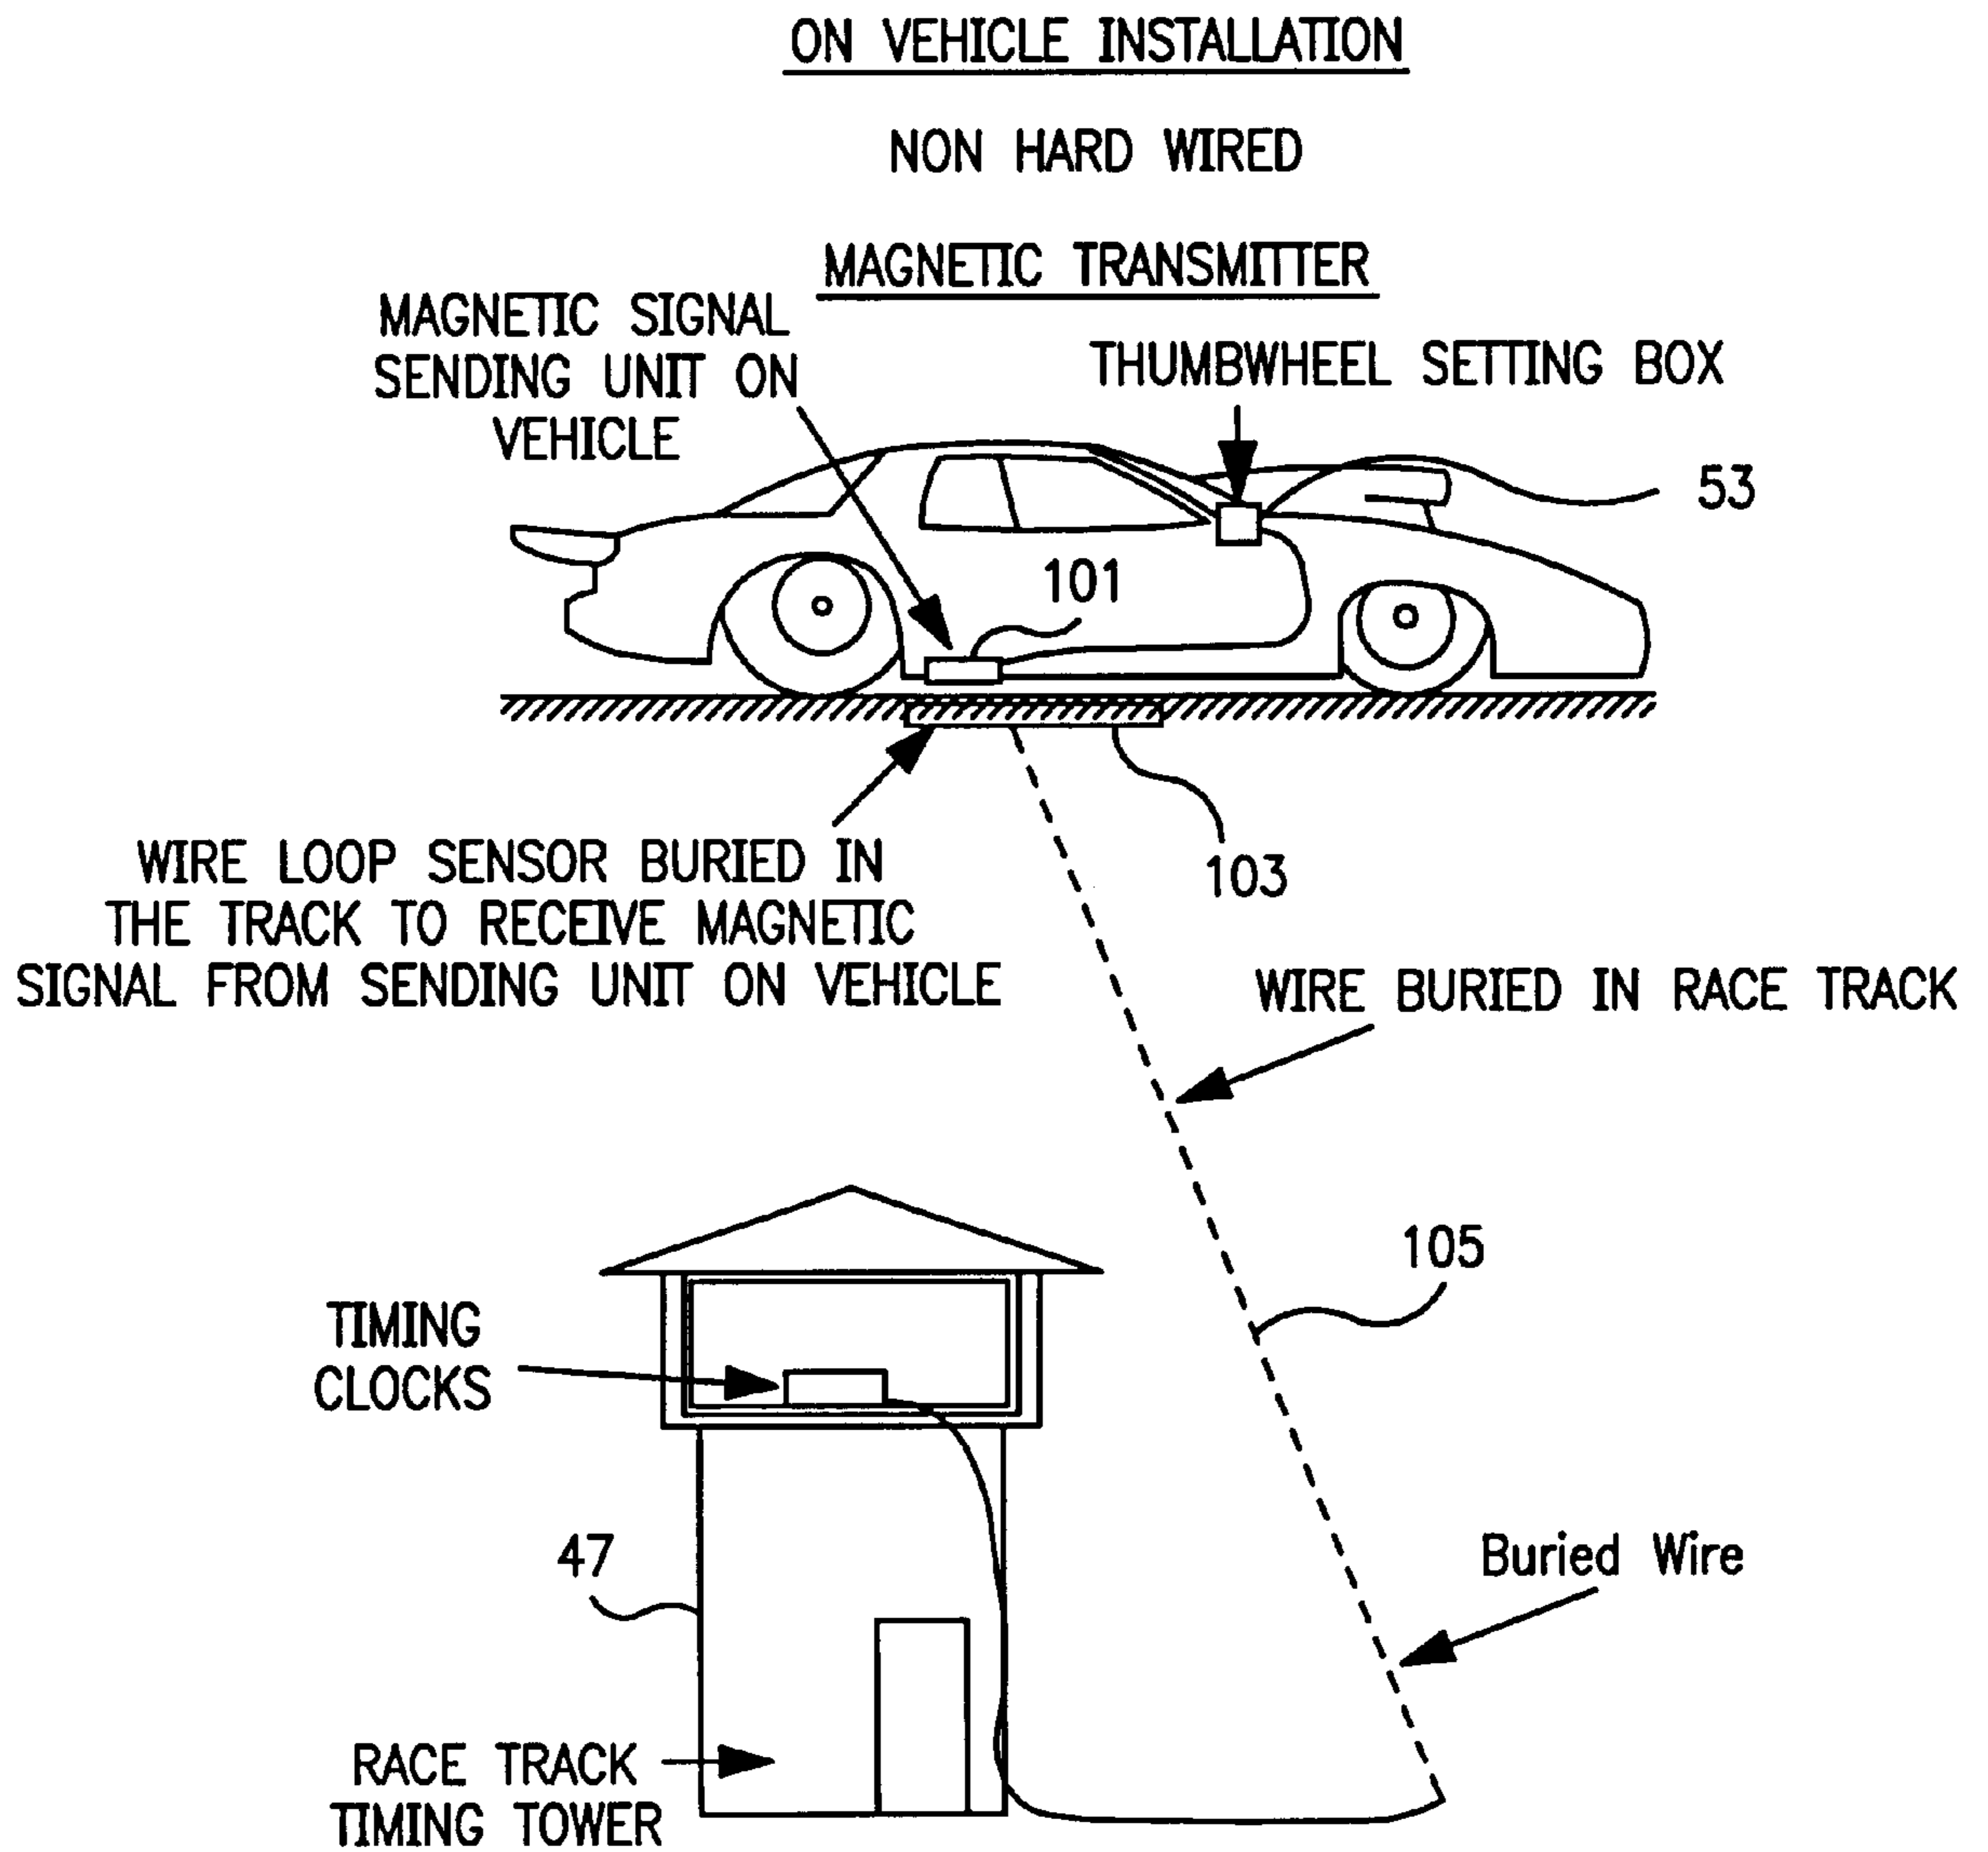 ON VEHICLE INSTALLATION
NON HARD WIRED
MAGNETIC TRANSMITTER
MAGNETIC SIGNAL
SENDING UNIT ON
VEHICLE
THUMBWHEEL SETTING BOX
53
101
103
WIRE LOOP SENSOR BURIED IN
THE TRACK TO RECEIVE MAGNETIC
SIGNAL FROM SENDING UNIT ON VEHICLE
WIRE BURIED IN RACE TRACK
105
TIMING
CLOCKS
47
Buried Wire
RACE TRACK
TIMING TOWER